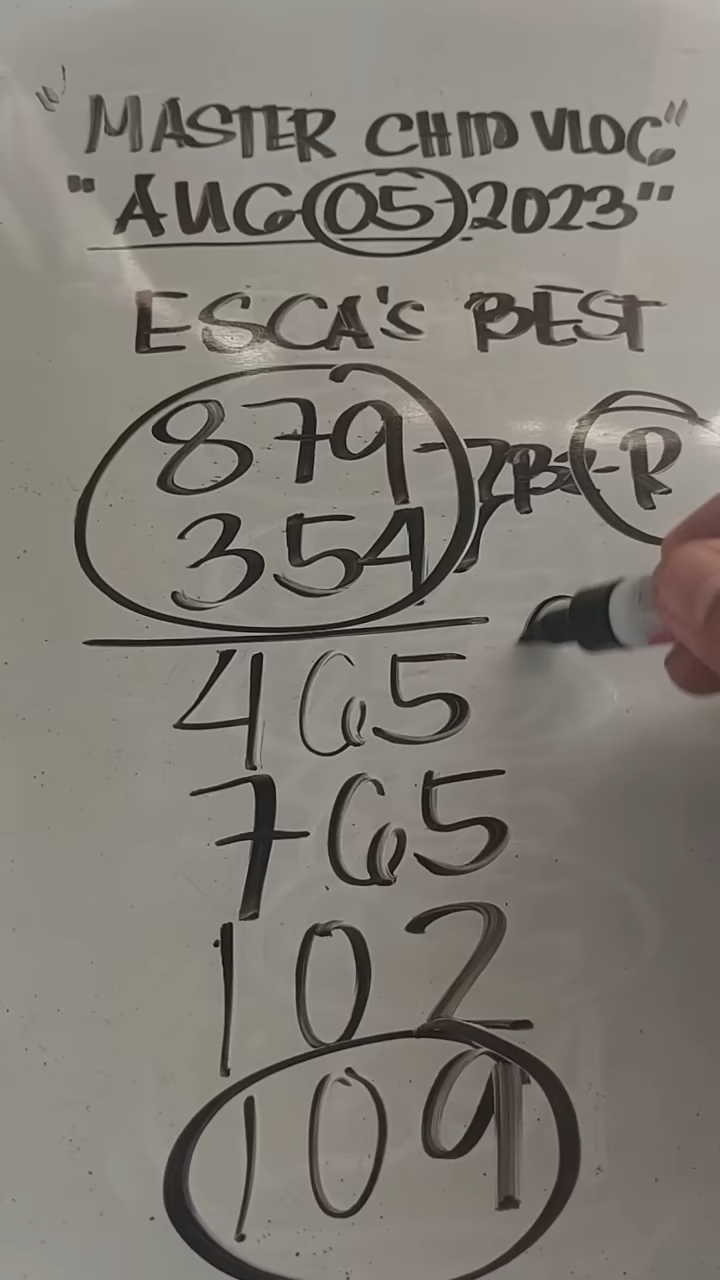 "MASTER CHID VLOG"
"AUG-05-2023"
ESCA'S BEST
879 - R
354
465
765
102
109